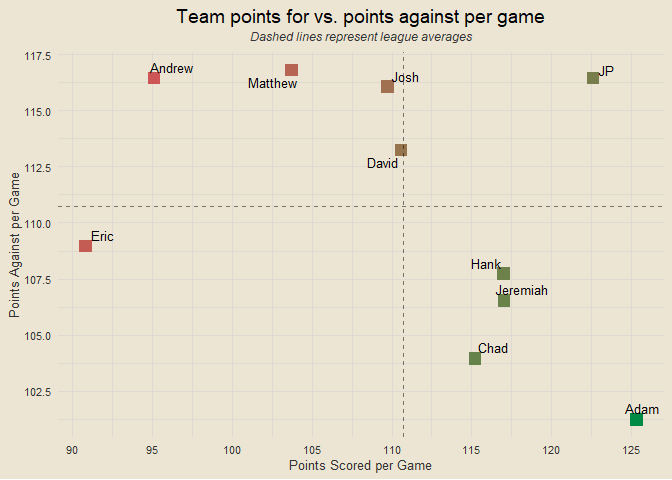 Team points for vs. points against per game
Dashed lines represent league averages
117.5
Andrew
Matthew
Josh
JP
115.0
112.5
David
110.0
Eric
Hank
107.5
Jeremiah
105.0
Chad
102.5
Adam
Points Against per Game
90 95 100 105 110 115 120 125
Points Scored per Game